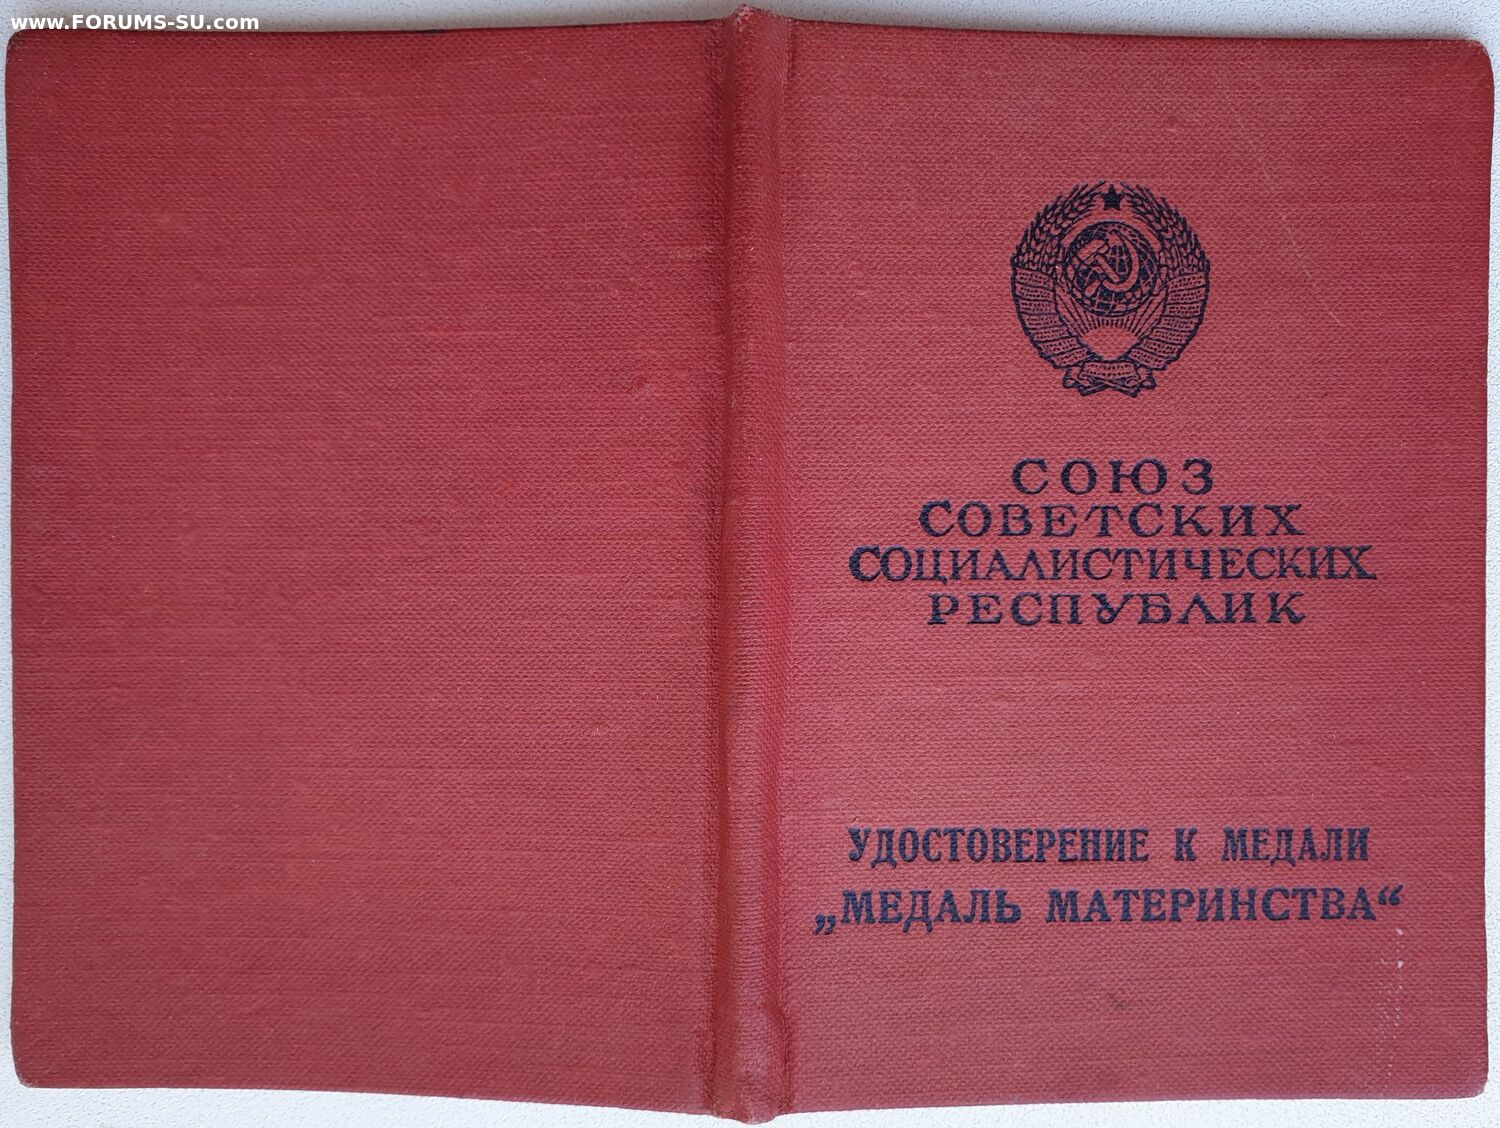 www.FORUMS-SU.com
СОЮЗ
СОВЕТСКИХ
СОЦИАЛИСТИЧЕСКИХ
РЕСПУБЛИК
УДОСТОВЕРЕНИЕ К МЕДАЛИ
„МЕДАЛЬ МАТЕРИНСТВА“